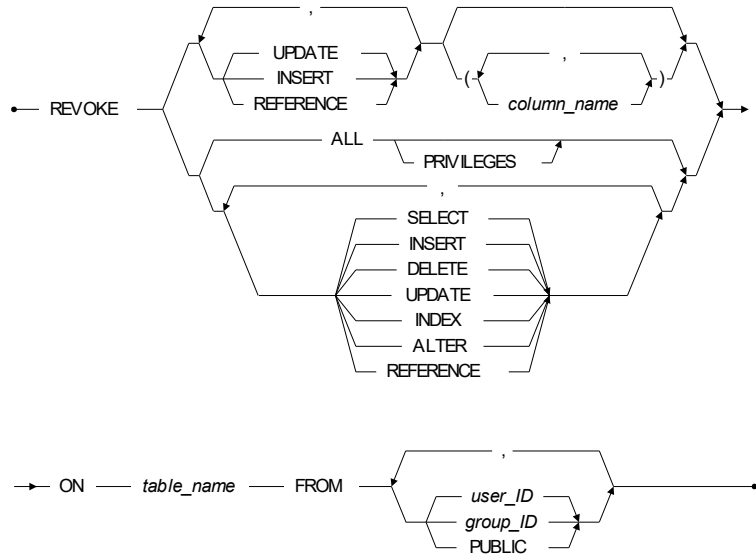 ,
UPDATE
INSERT
REFERENCE
,
( column_name )
REVOKE
ALL
PRIVILEGES
,
SELECT
INSERT
DELETE
UPDATE
INDEX
ALTER
REFERENCE
,
ON table_name FROM
user_ID
group_ID
PUBLIC